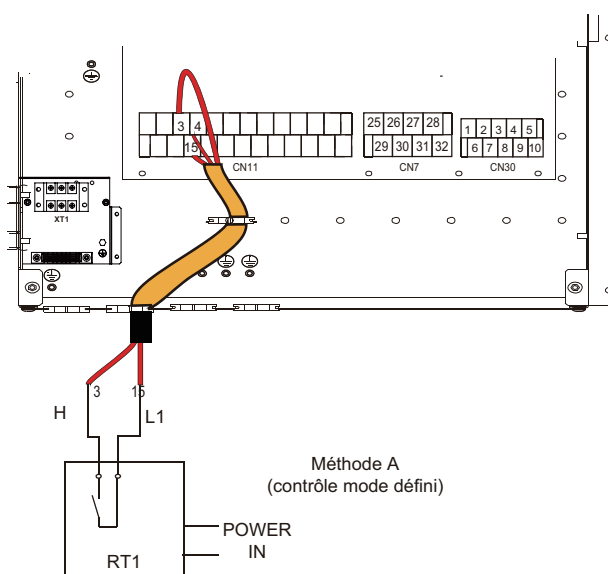 3 4
15
CN11
25 26 27 28
29 30 31 32
CN7
1 2 3 4 5
6 7 8 9 10
CN30
XT1
3 15
H L1
Méthode A
(contrôle mode défini)
POWER
IN
RT1